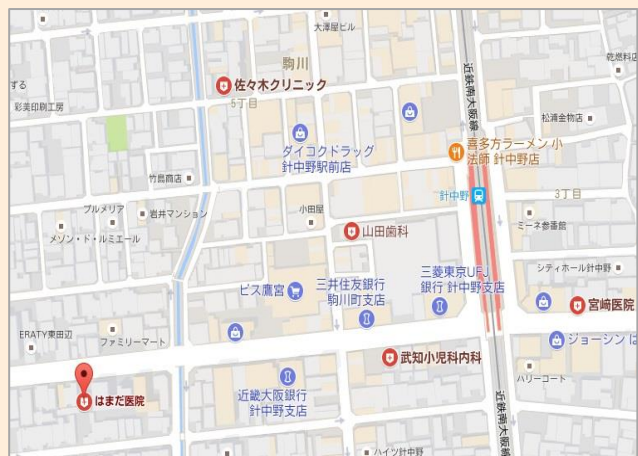 大澤屋ビル
駒川
佐々木クリニック
5丁目
ずる
彩美印刷工房
近鉄南大阪線
乾燃料店
松浦金物店
ダイコクドラッグ
針中野駅前店
喜多方ラーメン 小
法師 針中野店
竹島商店
針中野
3丁目
プルメリア
岩井マンション
小田屋
山田歯科
ミーネ参番館
メゾン・ド・ルミエール
シティホール針中野
ビス鷹宮
三井住友銀行
駒川町支店
三菱東京UFJ
銀行 針中野支店
宮崎医院
ERATY東田辺
ファミリーマート
ジョーシン は
武知小児科内科
近畿大阪銀行
針中野支店
ハリーコート
はまだ医院
近鉄南大阪線
ハイツ針中野